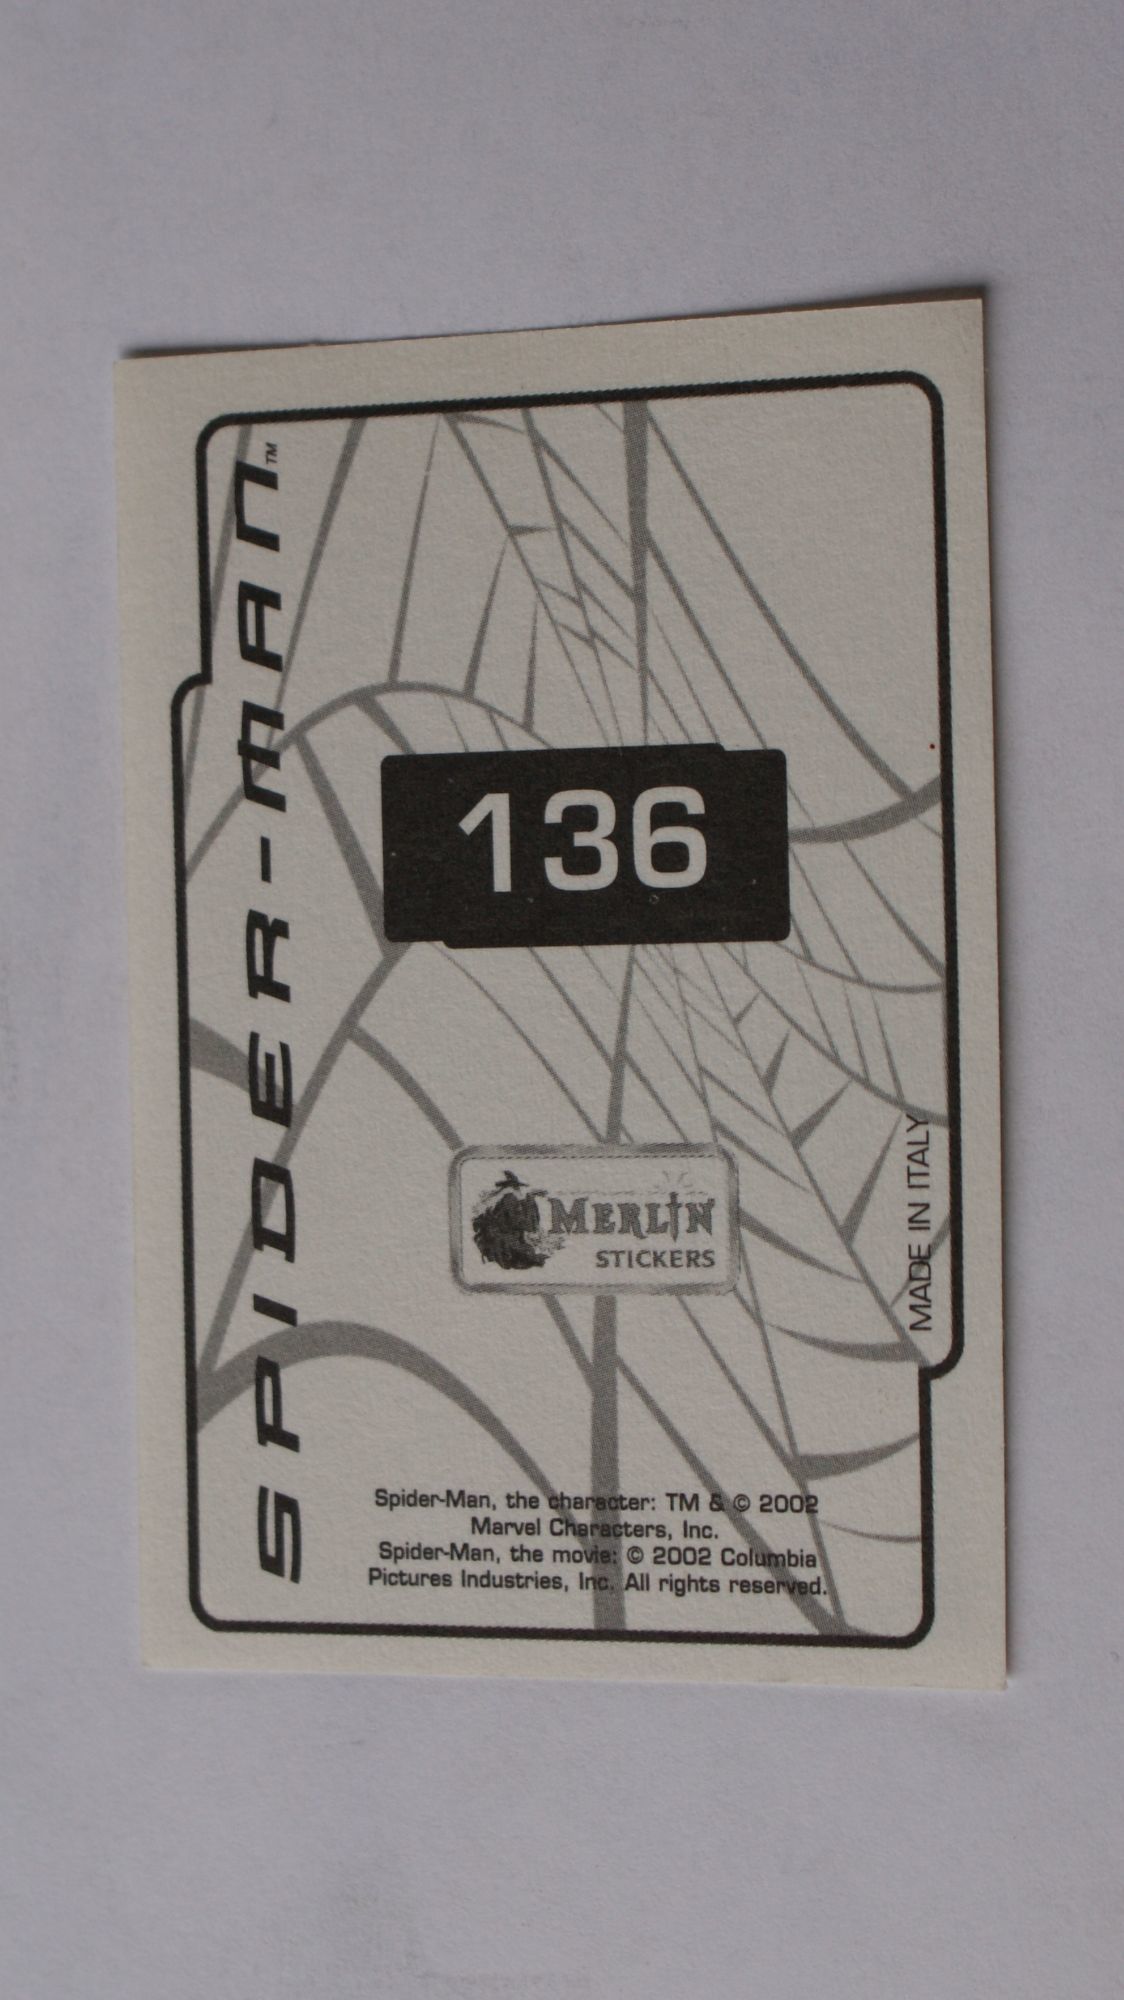 SPIDER-MAN™
136
MERLIN
STICKERS
MADE IN ITALY
Spider-Man, the character: TM & © 2002
Marvel Characters, Inc.
Spider-Man, the movie: © 2002 Columbia
Pictures Industries, Inc. All rights reserved.